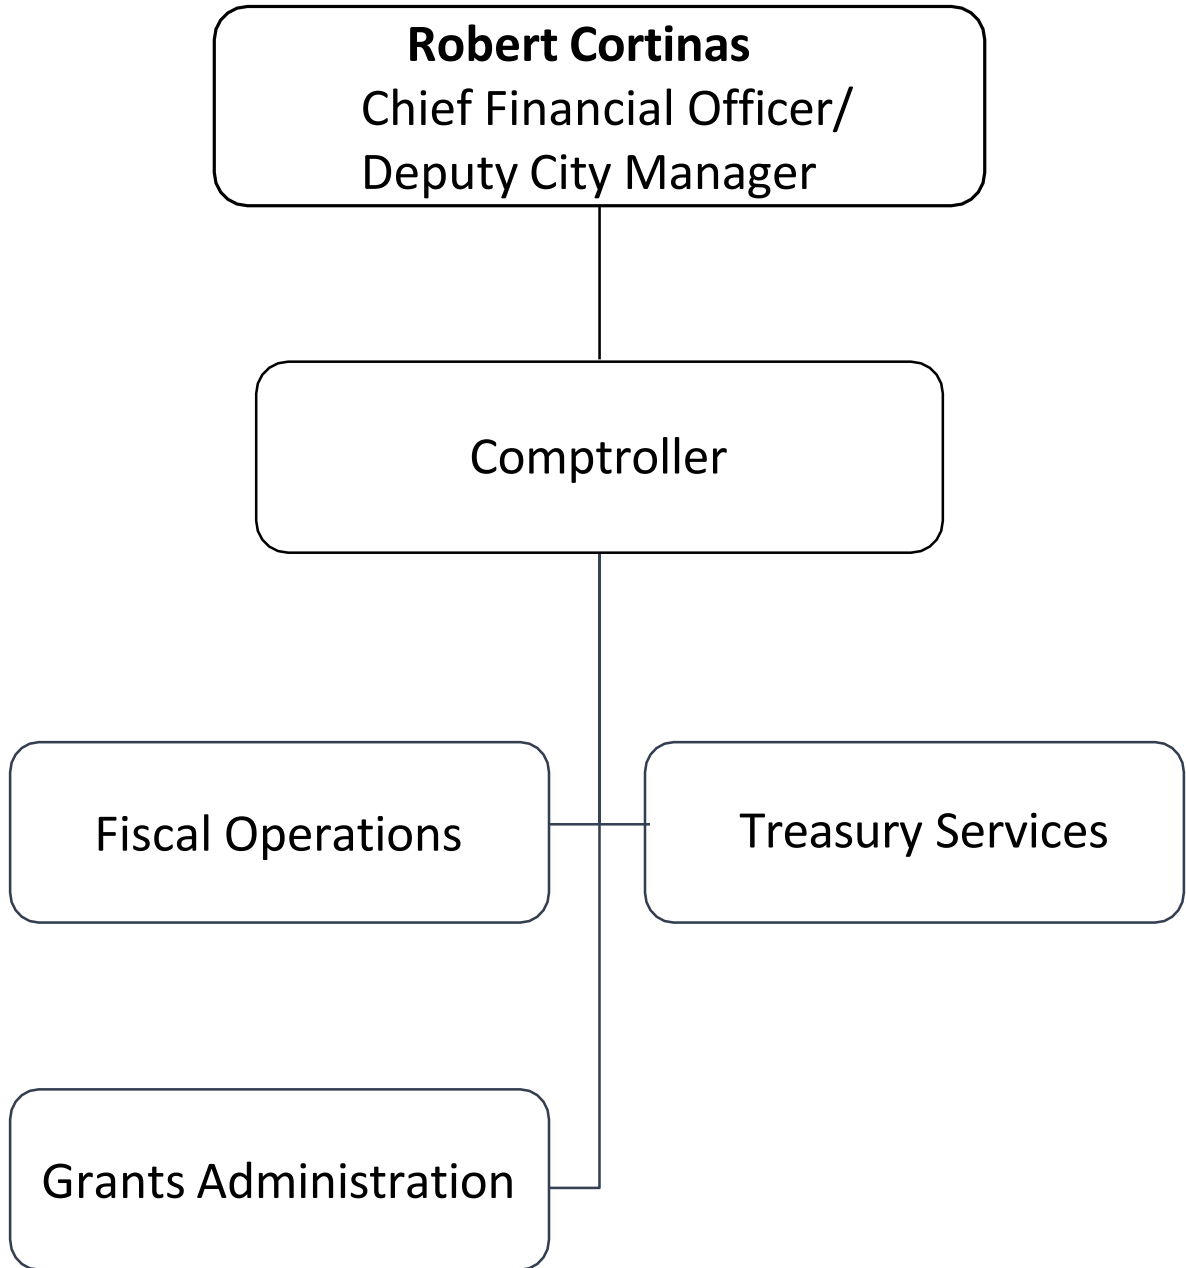 Robert Cortinas
Chief Financial Officer/
Deputy City Manager
Comptroller
Fiscal Operations
Treasury Services
Grants Administration